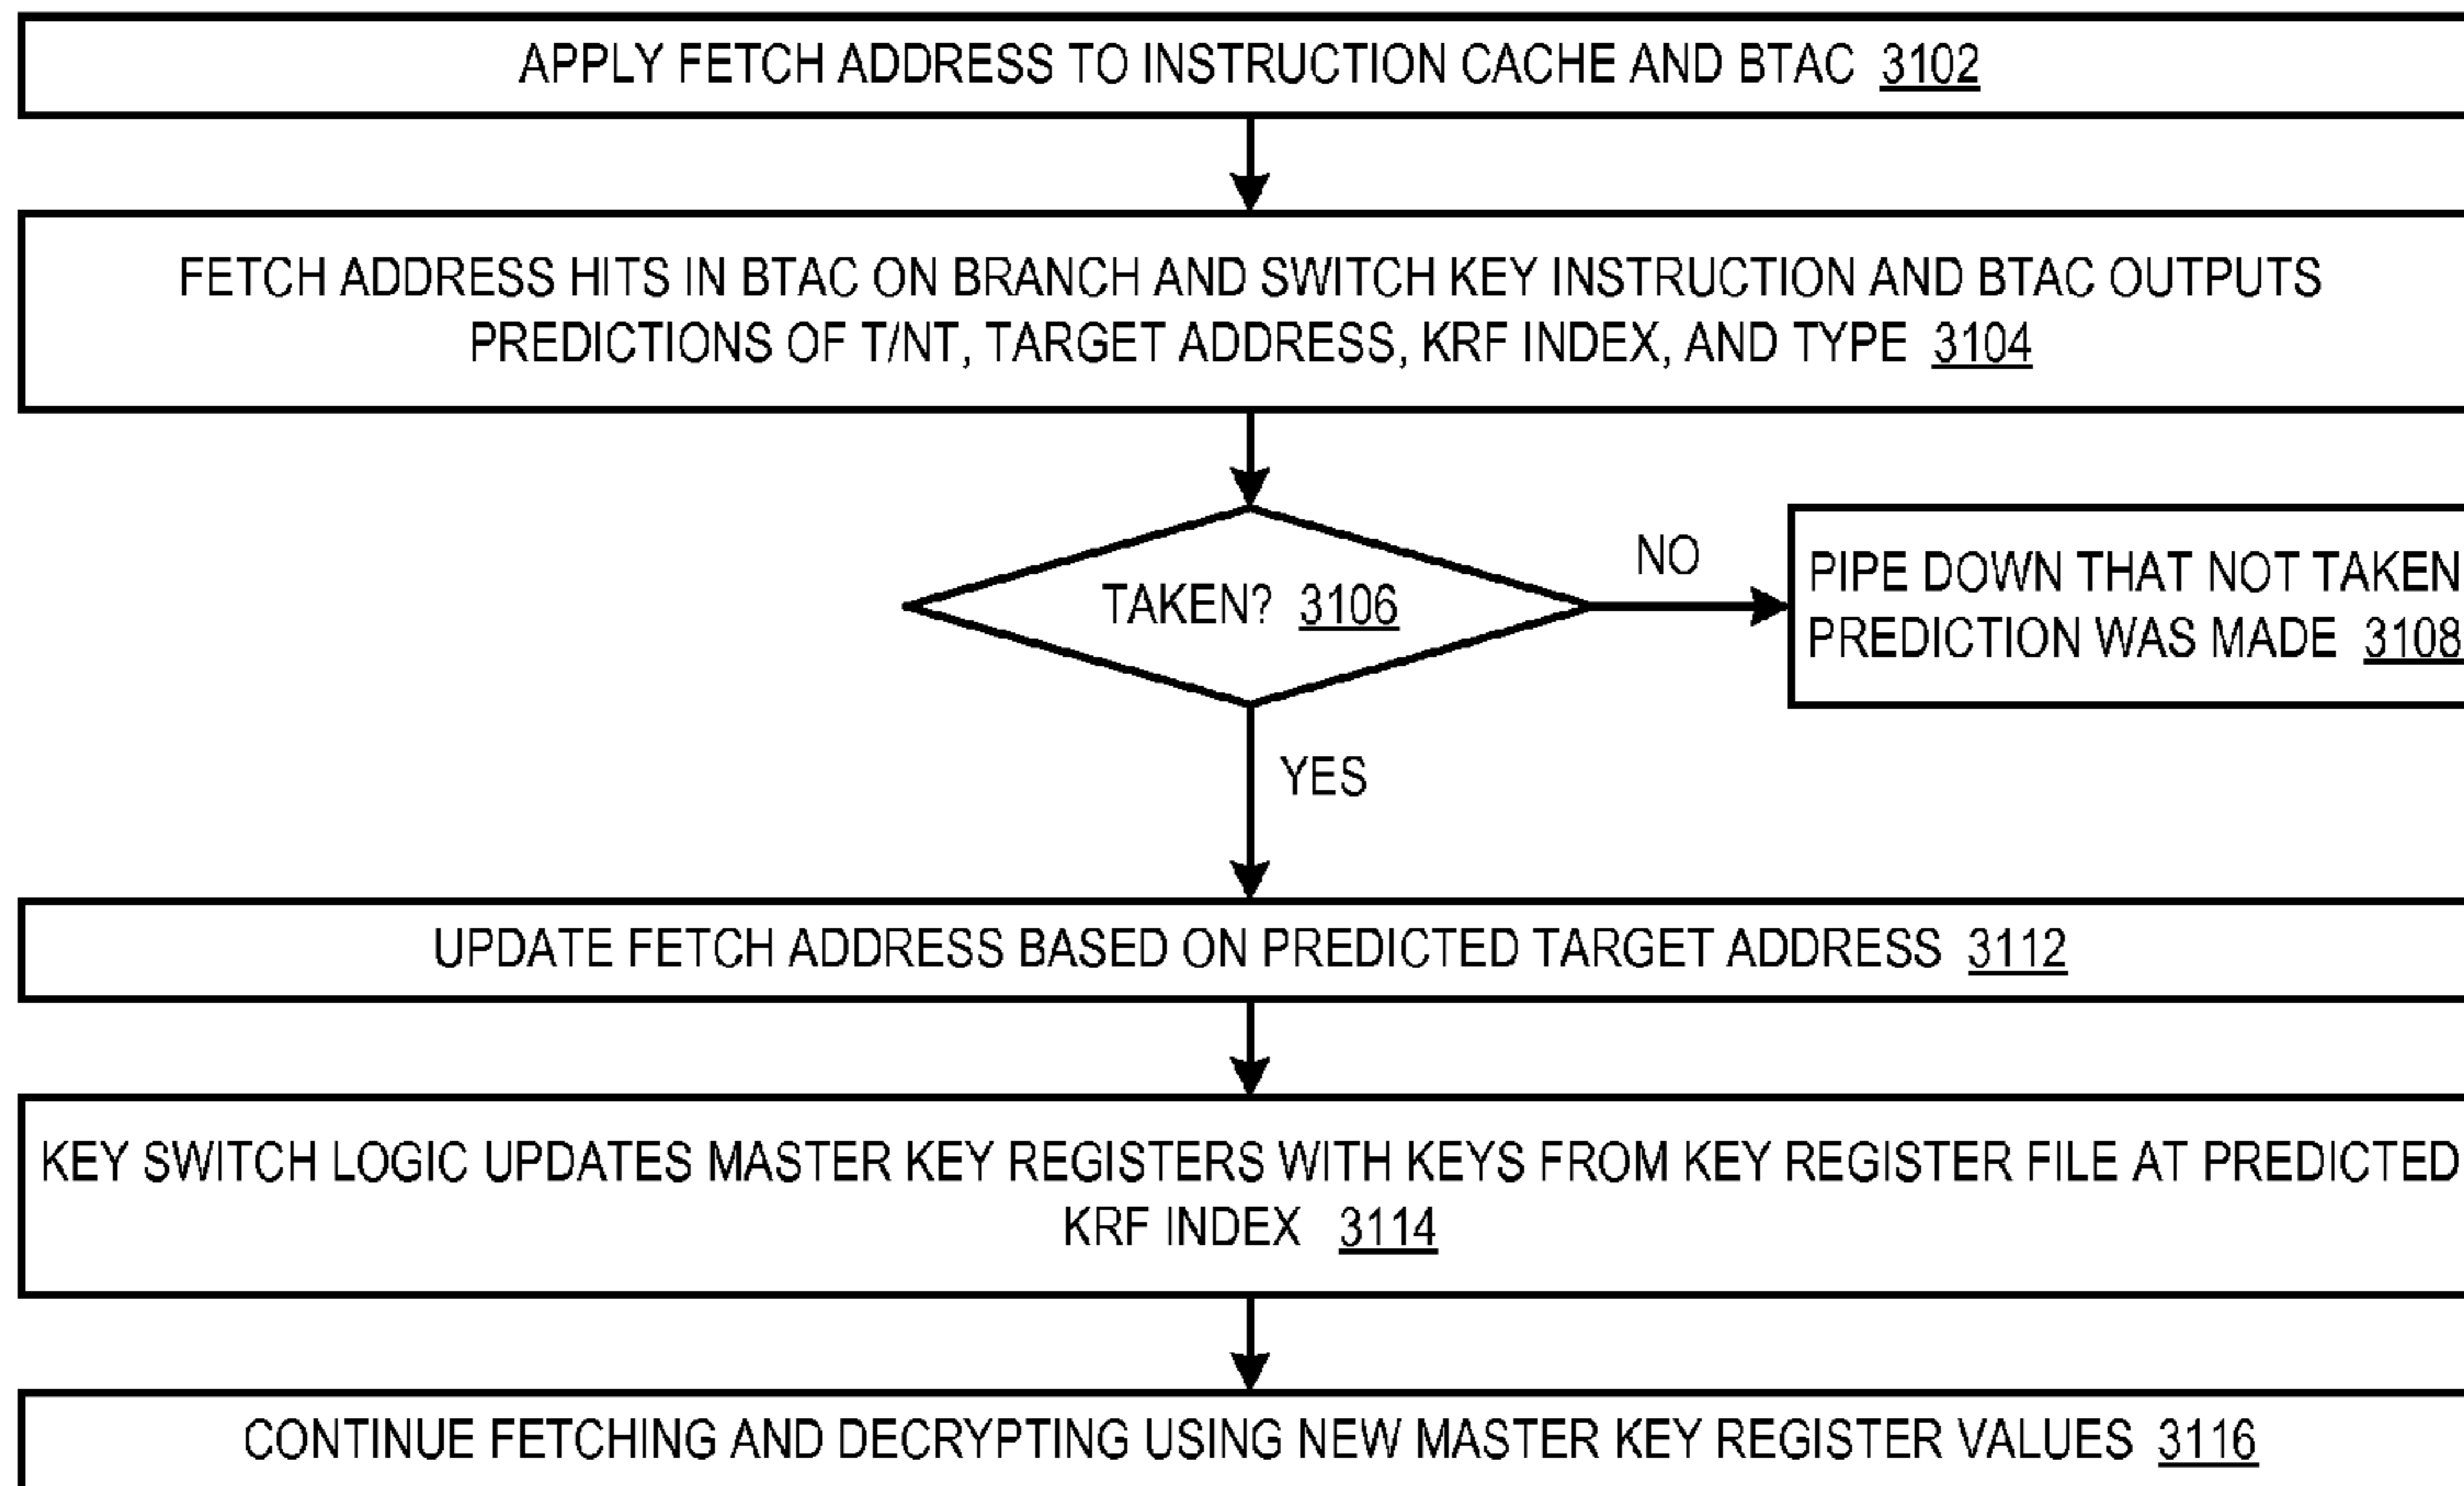 APPLY FETCH ADDRESS TO INSTRUCTION CACHE AND BTAC 3102
FETCH ADDRESS HITS IN BTAC ON BRANCH AND SWITCH KEY INSTRUCTION AND BTAC OUTPUTS
PREDICTIONS OF T/NT, TARGET ADDRESS, KRF INDEX, AND TYPE 3104
TAKEN? 3106
NO
PIPE DOWN THAT NOT TAKEN
PREDICTION WAS MADE 3108
YES
UPDATE FETCH ADDRESS BASED ON PREDICTED TARGET ADDRESS 3112
KEY SWITCH LOGIC UPDATES MASTER KEY REGISTERS WITH KEYS FROM KEY REGISTER FILE AT PREDICTED
KRF INDEX 3114
CONTINUE FETCHING AND DECRYPTING USING NEW MASTER KEY REGISTER VALUES 3116